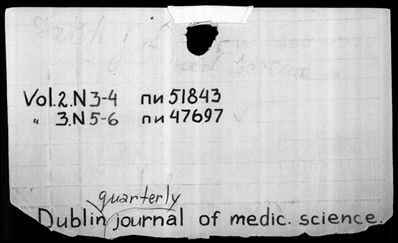 Vol.2.N3-4 пи 51843
" 3.N5-6 пи 47697
quarterly
Dublin journal of medic. science.